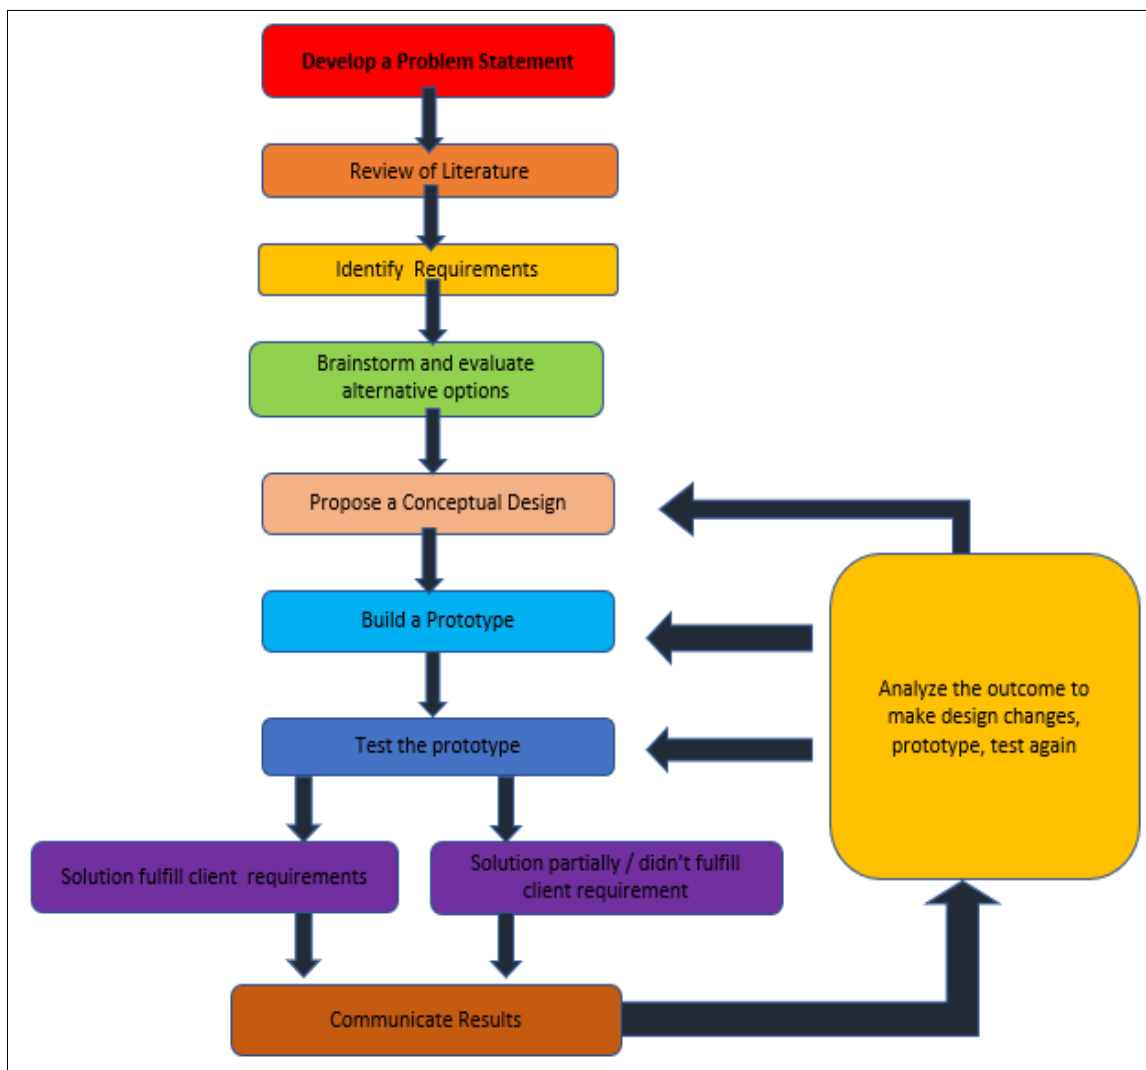 Develop a Problem Statement
Review of Literature
Identify  Requirements
Brainstorm and evaluate
alternative options
Propose a Conceptual Design
Build a Prototype
Test the prototype
Solution fulfill client  requirements
Solution partially / didn't fulfill
client requirement
Communicate Results
Analyze the outcome to
make design changes,
prototype, test again